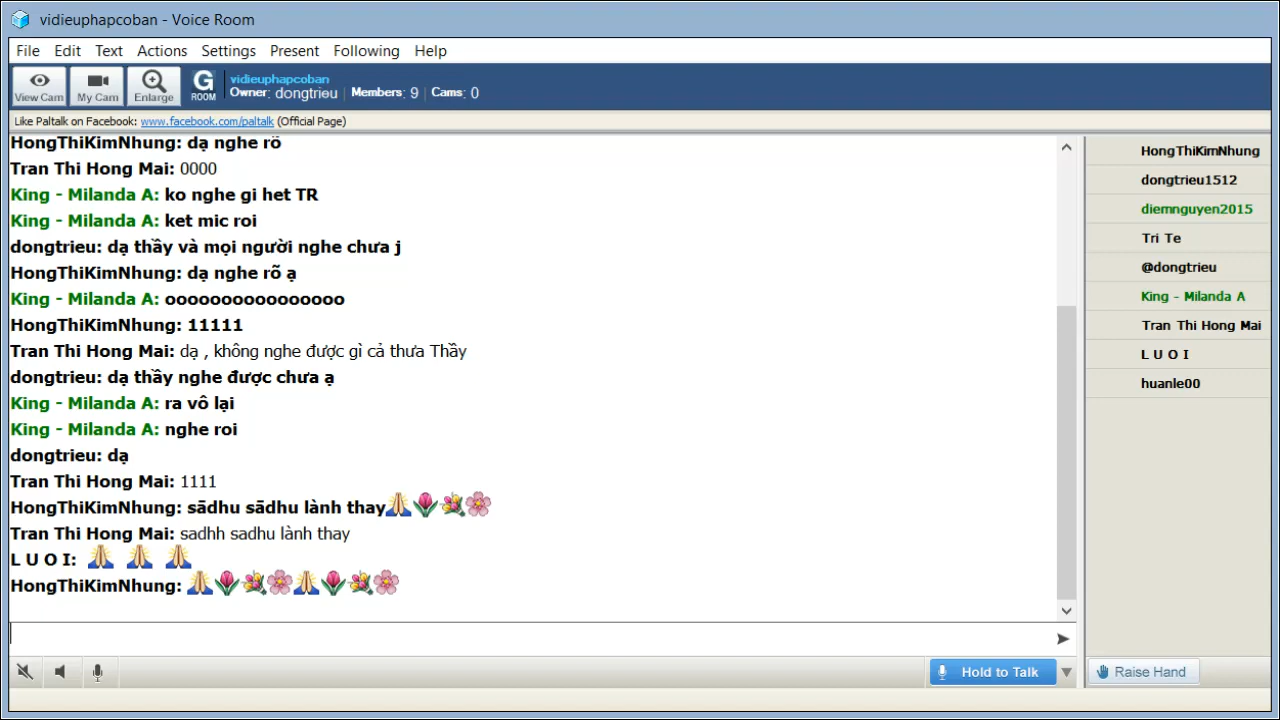 vidieuphapcoban - Voice Room
File Edit Text Actions Settings Present Following Help
View Cam My Cam Enlarge G ROOM
vidieuphapcoban
Owner: dongtrieu | Members: 9 | Cams: 0
Like Paltalk on Facebook: www.facebook.com/paltalk (Official Page)
HongThiKimNhung: dạ nghe rõ
Tran Thi Hong Mai: 0000
King - Milanda A: ko nghe gi het TR
King - Milanda A: ket mic roi
dongtrieu: dạ thầy và mọi người nghe chưa j
HongThiKimNhung: dạ nghe rõ ạ
King - Milanda A: oooooooooooooooo
HongThiKimNhung: 11111
Tran Thi Hong Mai: dạ , không nghe được gì cả thưa Thầy
dongtrieu: dạ thầy nghe được chưa ạ
King - Milanda A: ra vô lại
King - Milanda A: nghe roi
dongtrieu: dạ
Tran Thi Hong Mai: 1111
HongThiKimNhung: sādhu sādhu lành thay🙏🌷💐🌸
Tran Thi Hong Mai: sadhh sadhu lành thay
L U O I: 🙏 🙏 🙏
HongThiKimNhung: 🙏🌷💐🌸🙏🌷💐🌸
Hold to Talk
HongThiKimNhung
dongtrieu1512
diemnguyen2015
Tri Te
@dongtrieu
King - Milanda A
Tran Thi Hong Mai
L U O I
huanle00
Raise Hand